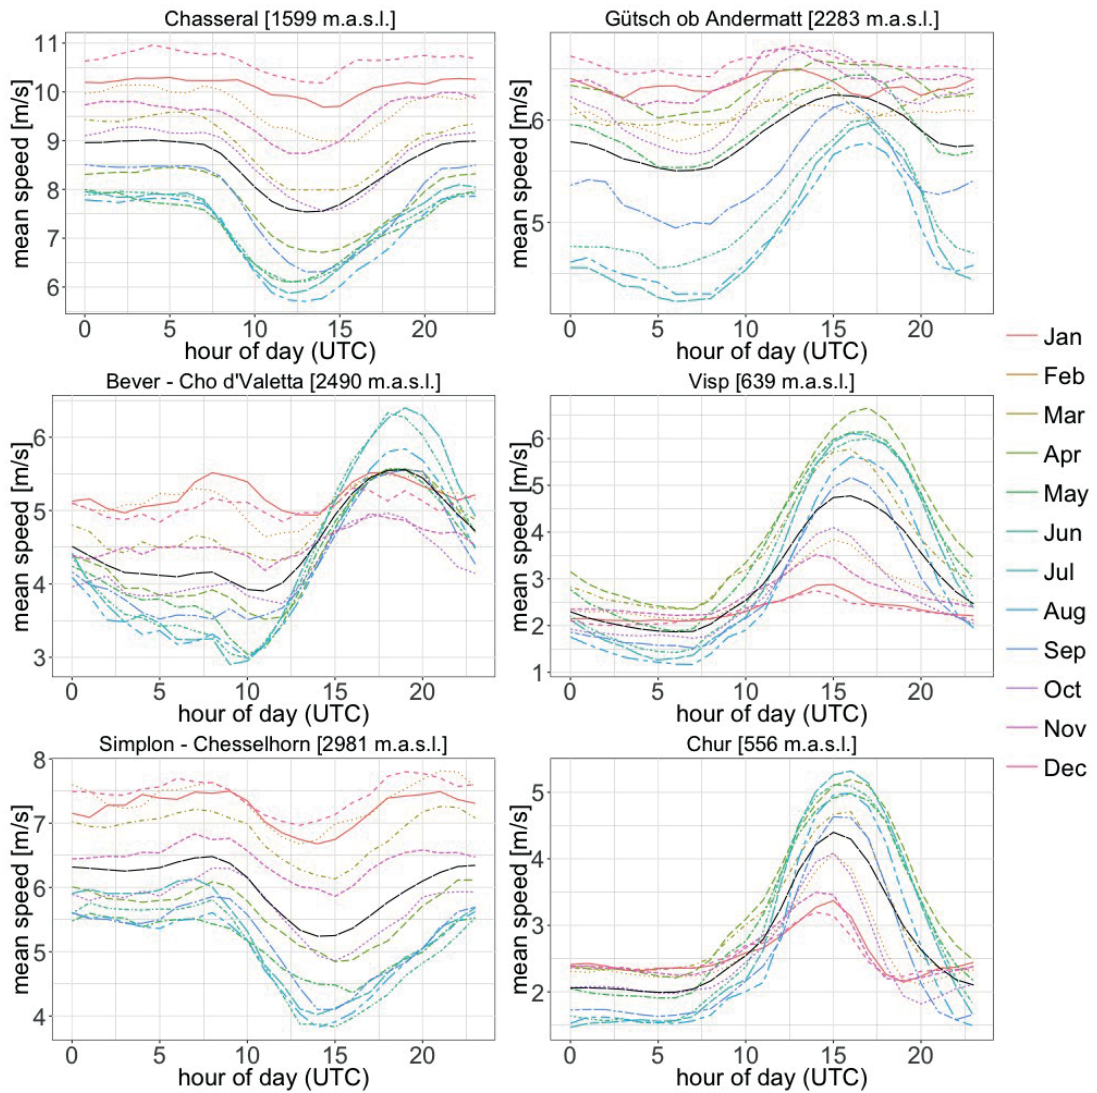 Chasseral [1599 m.a.s.l.]
mean speed [m/s]
11
10
9
8
7
6
0 5 10 15 20
hour of day (UTC)
Gütsch ob Andermatt [2283 m.a.s.l.]
mean speed [m/s]
6
5
0 5 10 15 20
hour of day (UTC)
Bever - Cho d'Valetta [2490 m.a.s.l.]
mean speed [m/s]
6
5
4
3
0 5 10 15 20
hour of day (UTC)
Visp [639 m.a.s.l.]
mean speed [m/s]
6
5
4
3
2
1
0 5 10 15 20
hour of day (UTC)
Simplon - Chesselhorn [2981 m.a.s.l.]
mean speed [m/s]
8
7
6
5
4
0 5 10 15 20
hour of day (UTC)
Chur [556 m.a.s.l.]
mean speed [m/s]
5
4
3
2
0 5 10 15 20
hour of day (UTC)
Jan
Feb
Mar
Apr
May
Jun
Jul
Aug
Sep
Oct
Nov
Dec